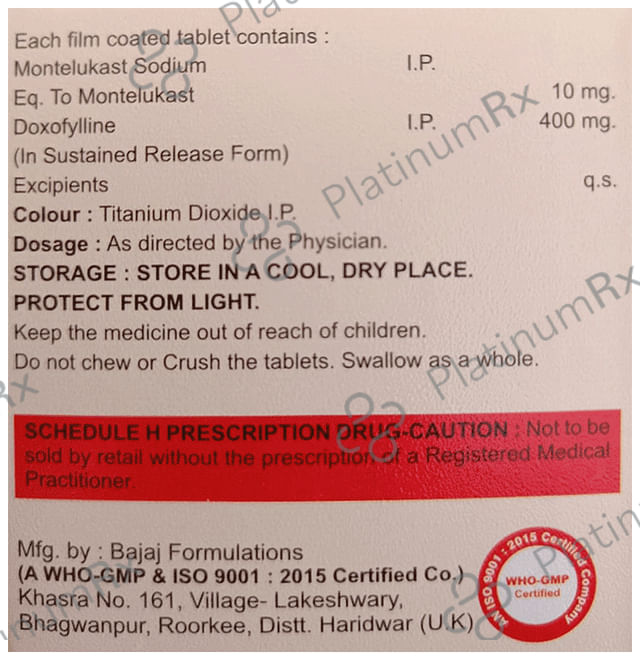 Each film coated tablet contains :
Montelukast Sodium I.P.
Eq. To Montelukast 10 mg.
Doxofylline I.P. 400 mg.
(In Sustained Release Form)
Excipients q.s.
Colour : Titanium Dioxide I.P.
Dosage : As directed by the Physician.
STORAGE : STORE IN A COOL, DRY PLACE.
PROTECT FROM LIGHT.
Keep the medicine out of reach of children.
Do not chew or Crush the tablets. Swallow as a whole.
SCHEDULE H PRESCRIPTION DRUG-CAUTION : Not to be
sold by retail without the prescription of a Registered Medical
Practitioner.
Mfg. by : Bajaj Formulations
(A WHO-GMP & ISO 9001 : 2015 Certified Co.)
Khasra No. 161, Village- Lakeshwary,
Bhagwanpur, Roorkee, Distt. Haridwar (U.K)
AN ISO 9001 : 2015 Certified Company
WHO-GMP
Certified
PlatinumRx
PlatinumRx
PlatinumRx
Platin
Rx